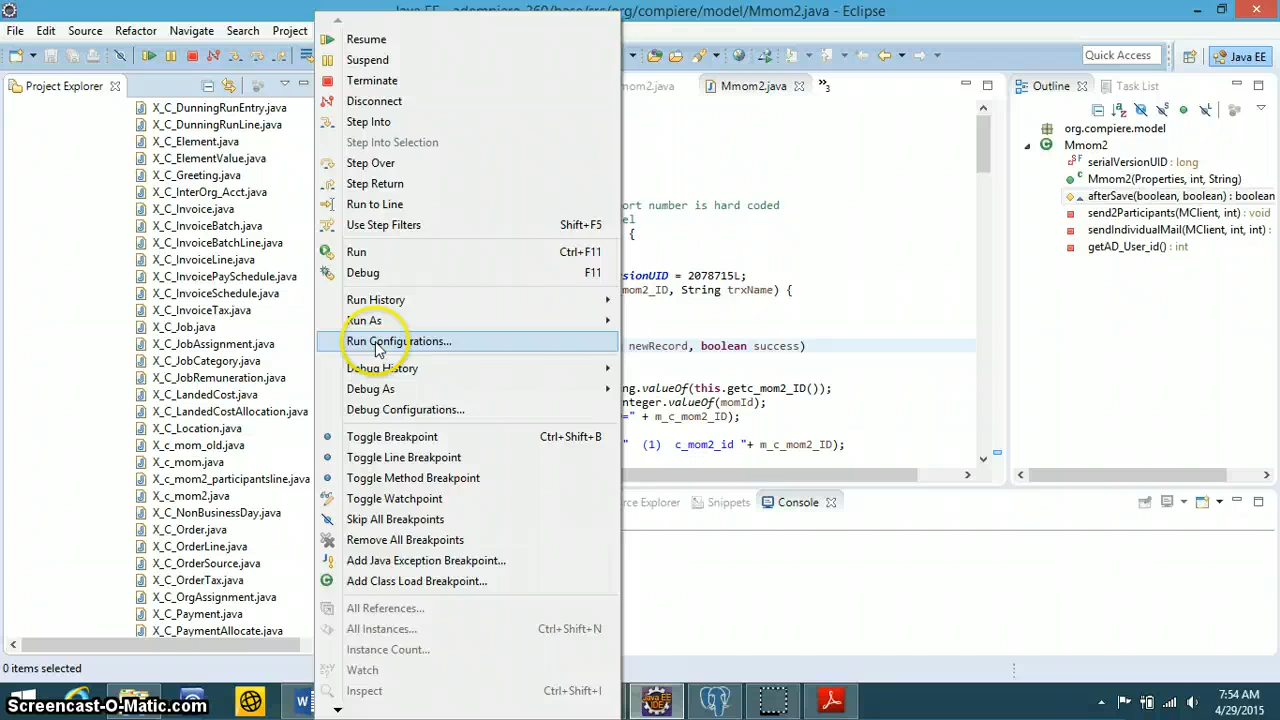 Java EE - adempiere_360/base/src/org/compiere/model/Mmom2.java - Eclipse
File Edit Source Refactor Navigate Search Project
Quick Access Java EE
Project Explorer
X_C_DunningRunEntry.java
X_C_DunningRunLine.java
X_C_Element.java
X_C_ElementValue.java
X_C_Greeting.java
X_C_InterOrg_Acct.java
X_C_Invoice.java
X_C_InvoiceBatch.java
X_C_InvoiceBatchLine.java
X_C_InvoiceLine.java
X_C_InvoicePaySchedule.java
X_C_InvoiceSchedule.java
X_C_InvoiceTax.java
X_C_Job.java
X_C_JobAssignment.java
X_C_JobCategory.java
X_C_JobRemuneration.java
X_C_LandedCost.java
X_C_LandedCostAllocation.java
X_C_Location.java
X_c_mom_old.java
X_c_mom.java
X_c_mom2_participantsline.java
X_c_mom2.java
X_C_NonBusinessDay.java
X_C_Order.java
X_C_OrderLine.java
X_C_OrderSource.java
X_C_OrderTax.java
X_C_OrgAssignment.java
X_C_Payment.java
X_C_PaymentAllocate.java
0 items selected
Resume
Suspend
Terminate
Disconnect
Step Into
Step Into Selection
Step Over
Step Return
Run to Line
Use Step Filters Shift+F5
Run Ctrl+F11
Debug F11
Run History
Run As
Run Configurations...
Debug History
Debug As
Debug Configurations...
Toggle Breakpoint Ctrl+Shift+B
Toggle Line Breakpoint
Toggle Method Breakpoint
Toggle Watchpoint
Skip All Breakpoints
Remove All Breakpoints
Add Java Exception Breakpoint...
Add Class Load Breakpoint...
All References...
All Instances... Ctrl+Shift+N
Instance Count...
Watch
Inspect Ctrl+Shift+I
mom2.java Mmom2.java 3
ort number is hard coded
el
{
sionUID = 2078715L;
mom2_ID, String trxName) {
newRecord, boolean success)
ng.valueOf(this.getc_mom2_ID());
nteger.valueOf(momId);
=" + m_c_mom2_ID);
" (1) c_mom2_id "+ m_c_mom2_ID);
rce Explorer Snippets Console
Outline Task List
org.compiere.model
Mmom2
serialVersionUID : long
Mmom2(Properties, int, String)
afterSave(boolean, boolean) : boolean
send2Participants(MClient, int) : void
sendIndividualMail(MClient, int, int) :
getAD_User_id() : int
Screencast-O-Matic.com
Java EE
IDE
7:54 AM
4/29/2015